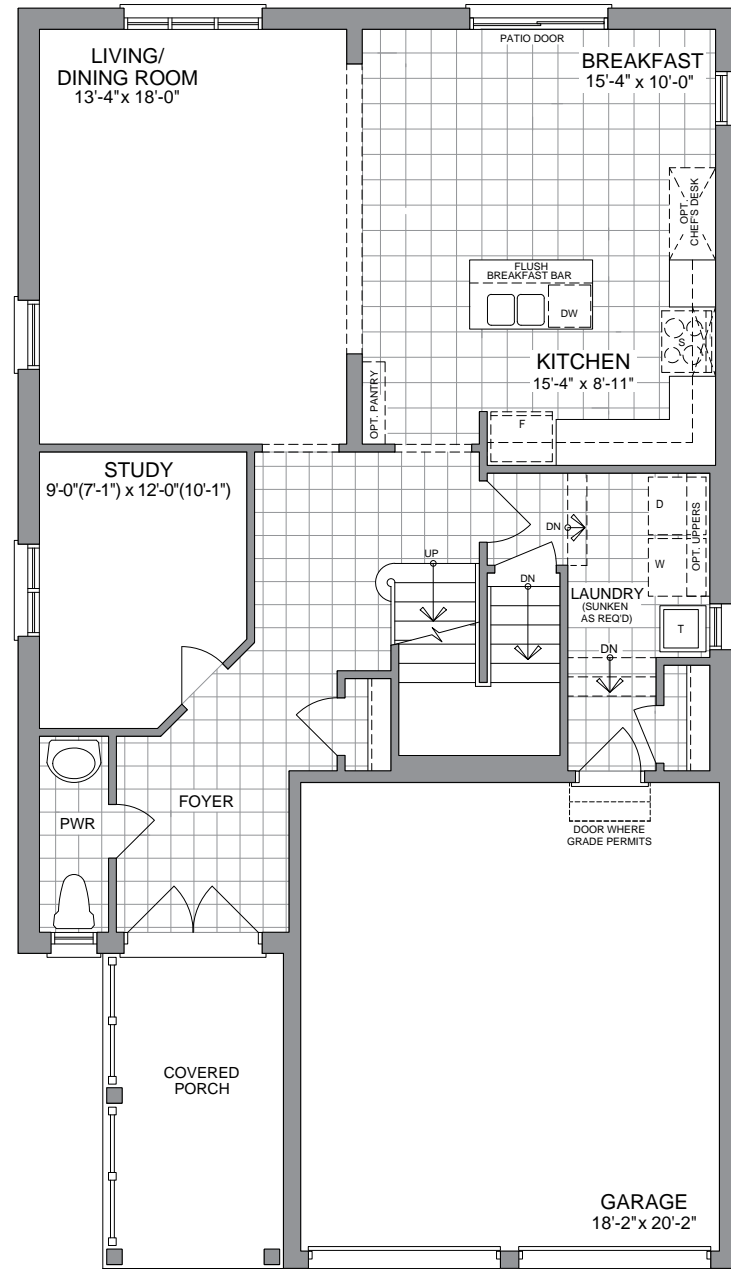 PATIO DOOR
LIVING/
DINING ROOM
13'-4" x 18'-0"
BREAKFAST
15'-4" x 10'-0"
OPT.
CHEF'S DESK
FLUSH
BREAKFAST BAR
DW
S
KITCHEN
15'-4" x 8'-11"
OPT. PANTRY
F
STUDY
9'-0"(7'-1") x 12'-0"(10'-1")
D
OPT. UPPERS
DN
UP
W
DN
LAUNDRY
(SUNKEN
AS REQ'D)
T
DN
FOYER
PWR
DOOR WHERE
GRADE PERMITS
COVERED
PORCH
GARAGE
18'-2" x 20'-2"